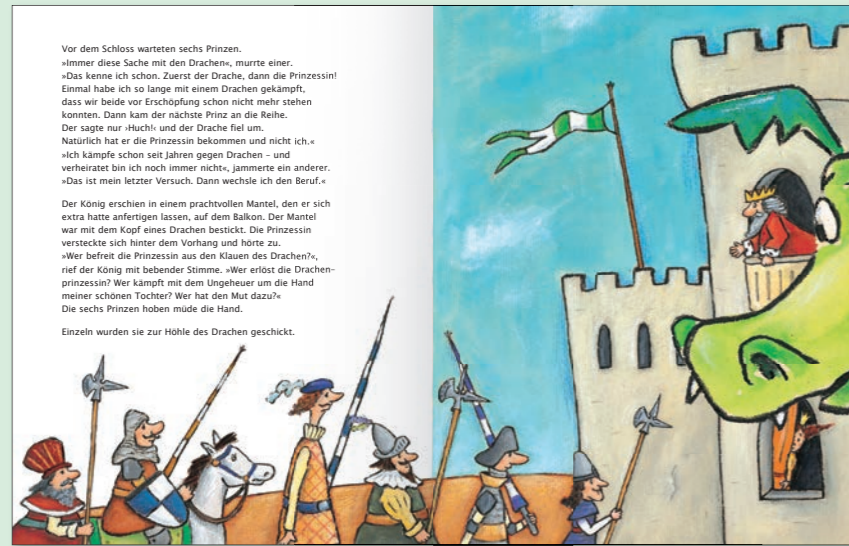 Vor dem Schloss warteten sechs Prinzen.
»Immer diese Sache mit den Drachen«, murrte einer.
»Das kenne ich schon. Zuerst der Drache, dann die Prinzessin!
Einmal habe ich so lange mit einem Drachen gekämpft,
dass wir beide vor Erschöpfung schon nicht mehr stehen
konnten. Dann kam der nächste Prinz an die Reihe.
Der sagte nur ›Huch!‹ und der Drache fiel um.
Natürlich hat er die Prinzessin bekommen und nicht ich.«
»Ich kämpfe schon seit Jahren gegen Drachen – und
verheiratet bin ich noch immer nicht«, jammerte ein anderer.
»Das ist mein letzter Versuch. Dann wechsle ich den Beruf.«
Der König erschien in einem prachtvollen Mantel, den er sich
extra hatte anfertigen lassen, auf dem Balkon. Der Mantel
war mit dem Kopf eines Drachen bestickt. Die Prinzessin
versteckte sich hinter dem Vorhang und hörte zu.
»Wer befreit die Prinzessin aus den Klauen des Drachen?«,
rief der König mit bebender Stimme. »Wer erlöst die Drachen-
prinzessin? Wer kämpft mit dem Ungeheuer um die Hand
meiner schönen Tochter? Wer hat den Mut dazu?«
Die sechs Prinzen hoben müde die Hand.
Einzeln wurden sie zur Höhle des Drachen geschickt.